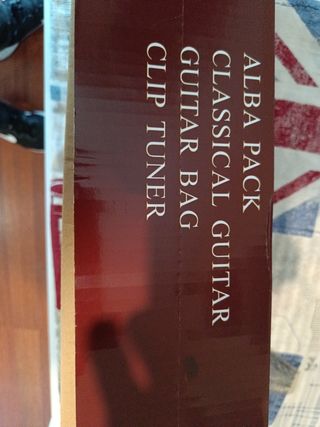 ALBA PACK
CLASSICAL GUITAR
GUITAR BAG
CLIP TUNER